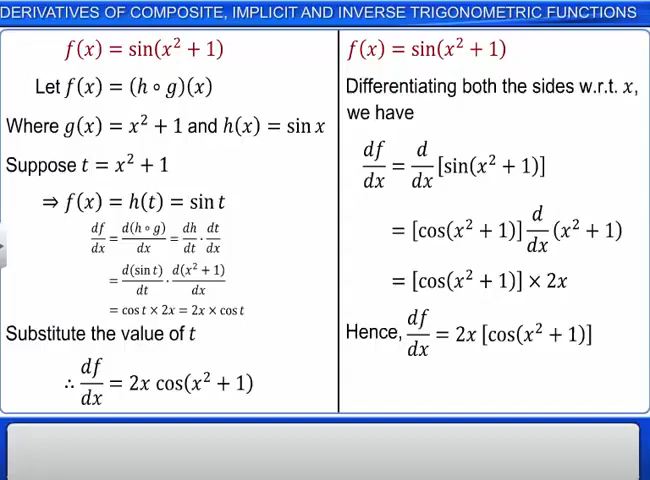 DERIVATIVES OF COMPOSITE, IMPLICIT AND INVERSE TRIGONOMETRIC FUNCTIONS
f(x) = sin(x² + 1)
Let f(x) = (h ∘ g)(x)
Where g(x) = x² + 1 and h(x) = sin x
Suppose t = x² + 1
⇒ f(x) = h(t) = sin t
df/dx = d(h ∘ g)/dx = dh/dt · dt/dx
= d(sin t)/dt · d(x² + 1)/dx
= cos t × 2x = 2x × cos t
Substitute the value of t
∴ df/dx = 2x cos(x² + 1)
f(x) = sin(x² + 1)
Differentiating both the sides w.r.t. x,
we have
df/dx = d/dx [sin(x² + 1)]
= [cos(x² + 1)] d/dx (x² + 1)
= [cos(x² + 1)] × 2x
Hence, df/dx = 2x [cos(x² + 1)]